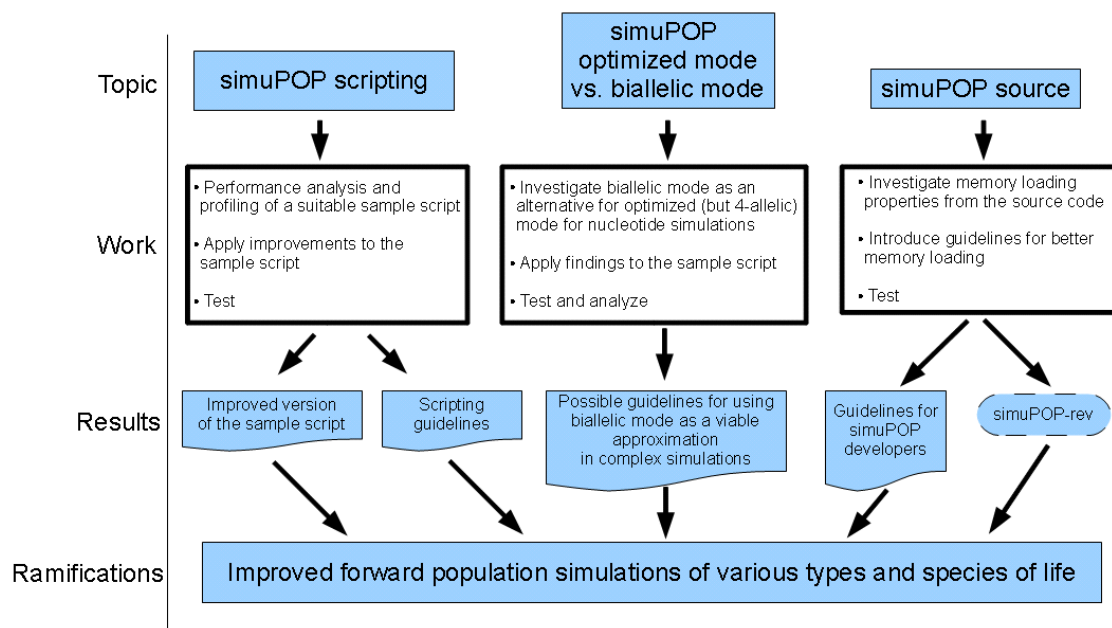 Topic
simuPOP scripting
simuPOP
optimized mode
vs. biallelic mode
simuPOP source
Work
• Performance analysis and
profiling of a suitable sample script
• Apply improvements to the
sample script
• Test
• Investigate biallelic mode as an
alternative for optimized (but 4-allelic)
mode for nucleotide simulations
• Apply findings to the sample script
• Test and analyze
• Investigate memory loading
properties from the source code
• Introduce guidelines for better
memory loading
• Test
Results
Improved version
of the sample script
Scripting
guidelines
Possible guidelines for using
biallelic mode as a viable
approximation
in complex simulations
Guidelines for
simuPOP
developers
simuPOP-rev
Ramifications
Improved forward population simulations of various types and species of life